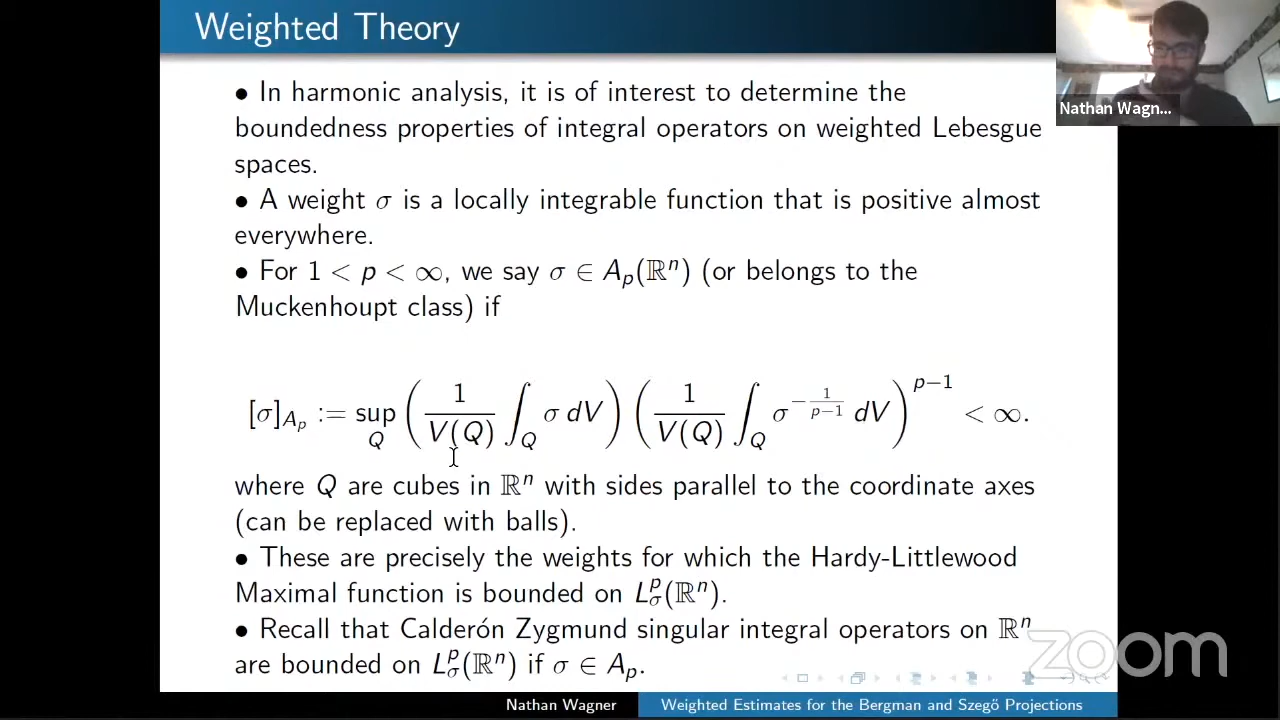 Weighted Theory
Nathan Wagn...
• In harmonic analysis, it is of interest to determine the
boundedness properties of integral operators on weighted Lebesgue
spaces.
• A weight σ is a locally integrable function that is positive almost
everywhere.
• For 1 < p < ∞, we say σ ∈ A_p(ℝⁿ) (or belongs to the
Muckenhoupt class) if
[σ]_{A_p} := sup_Q ( 1/V(Q) ∫_Q σ dV ) ( 1/V(Q) ∫_Q σ^{-1/(p−1)} dV )^{p−1} < ∞.
where Q are cubes in ℝⁿ with sides parallel to the coordinate axes
(can be replaced with balls).
• These are precisely the weights for which the Hardy-Littlewood
Maximal function is bounded on L^p_σ(ℝⁿ).
• Recall that Calderón Zygmund singular integral operators on ℝⁿ
are bounded on L^p_σ(ℝⁿ) if σ ∈ A_p.
zoom
Nathan Wagner
Weighted Estimates for the Bergman and Szegő Projections